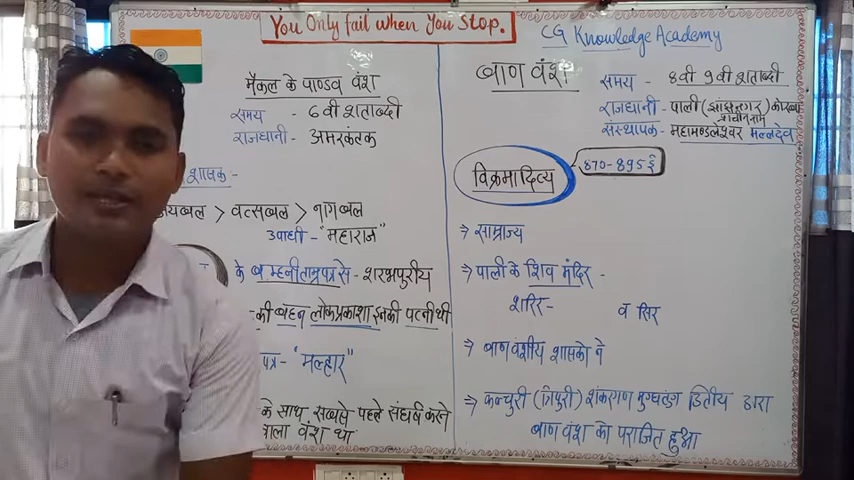 You Only fail when You Stop.
CG Knowledge Academy
मैकल के पाण्डव वंश
समय - 6वी शताब्दी
राजधानी - अमरकंटक
शासक -
जयबल > वत्सबल > नागबल
उपाधी - "महाराज"
के बम्हनी ताम्रपत्र से - शरभपुरीय
की बहन लोकप्रकाशा इनकी पत्नी थी
पत्र - "मल्हार"
के साथ सबसे पहले संघर्ष करने
वाला वंश था
बाण वंश
समय - 8वी 9वी शताब्दी
राजधानी - पाली कोरबा
प्राचीन नाम
संस्थापक - महामण्डलेश्वर मल्लदेव
विक्रमादित्य
870-895 ई
⇒ साम्राज्य
⇒ पाली के शिव मंदिर -
शरिर - व सिर
⇒ बाण वंशीय शासको ने
⇒ कल्चुरी (त्रिपुरी) शंकरगण मुग्धतुंग द्वितीय द्वारा
बाण वंश को पराजित हुआ